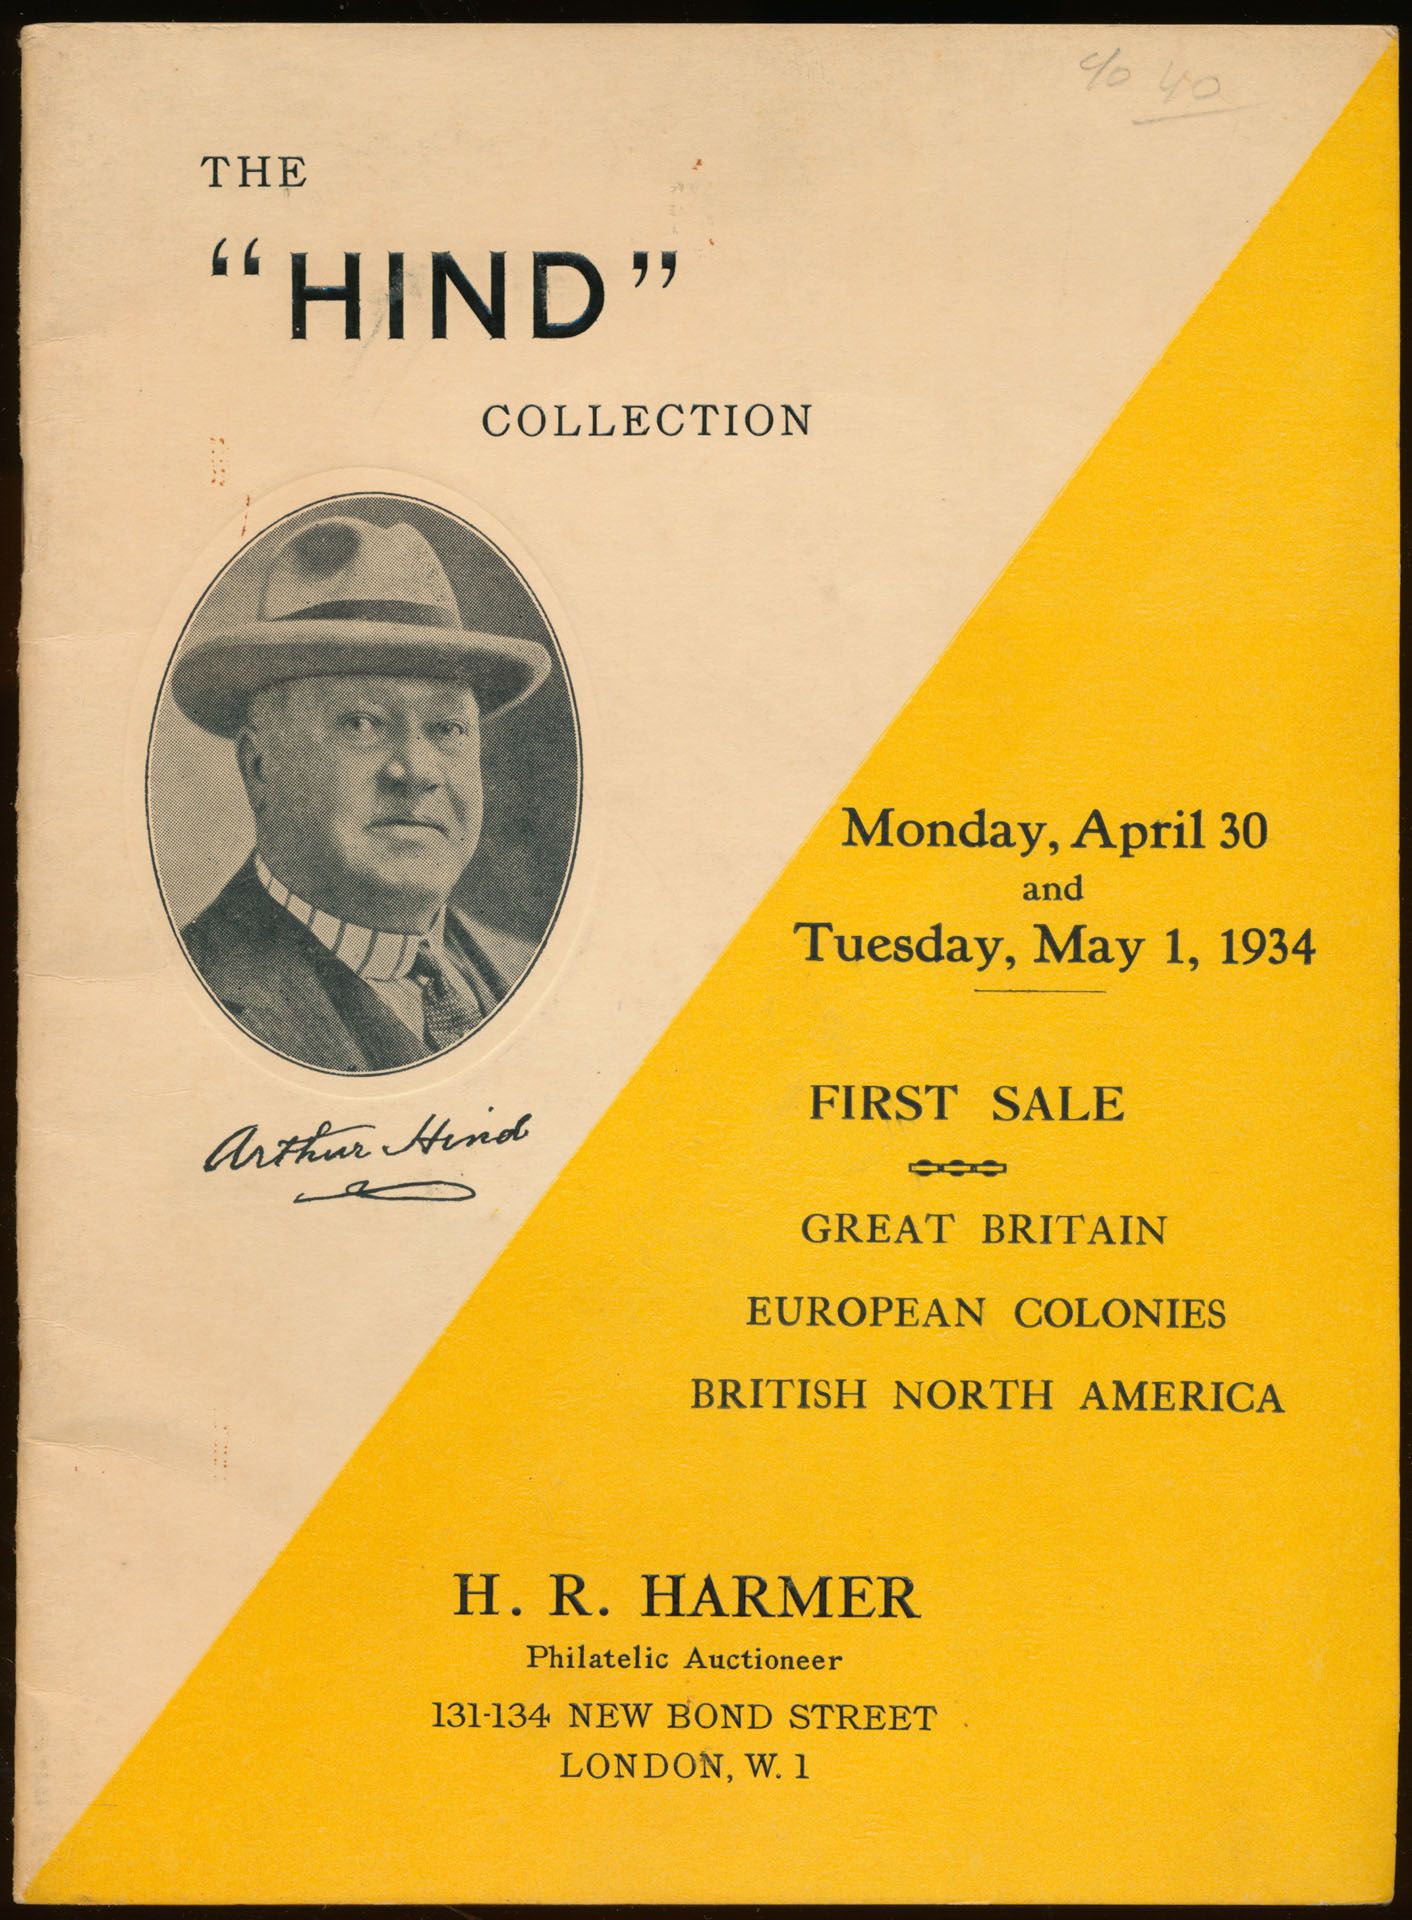 40 40
THE
“HIND”
COLLECTION
Arthur Hind
Monday, April 30
and
Tuesday, May 1, 1934
FIRST SALE
GREAT BRITAIN
EUROPEAN COLONIES
BRITISH NORTH AMERICA
H. R. HARMER
Philatelic Auctioneer
131-134 NEW BOND STREET
LONDON, W. 1